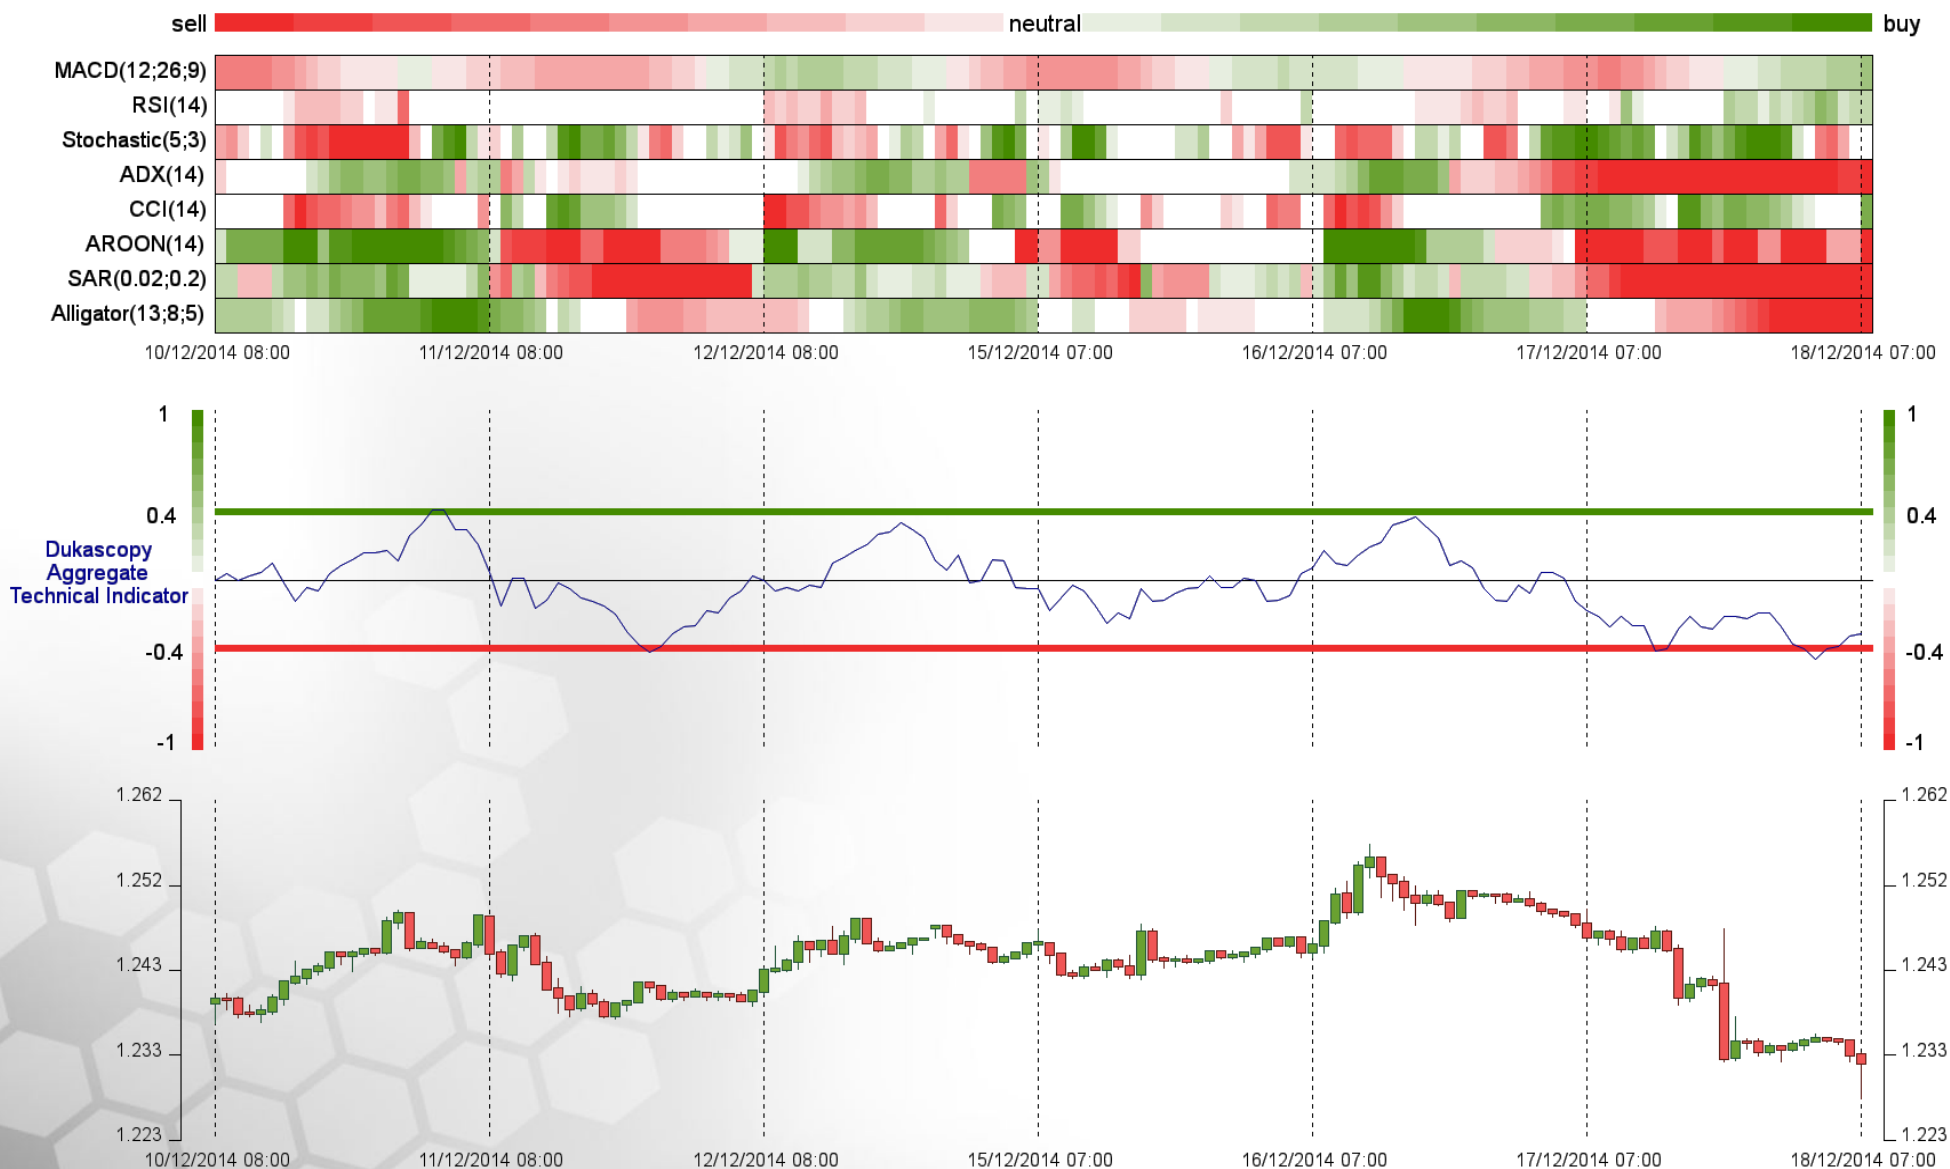 sell neutral buy
MACD(12;26;9)
RSI(14)
Stochastic(5;3)
ADX(14)
CCI(14)
AROON(14)
SAR(0.02;0.2)
Alligator(13;8;5)
10/12/2014 08:00 11/12/2014 08:00 12/12/2014 08:00 15/12/2014 07:00 16/12/2014 07:00 17/12/2014 07:00 18/12/2014 07:00
1 1
0.4 0.4
Dukascopy
Aggregate
Technical Indicator
-0.4 -0.4
-1 -1
1.262 1.262
1.252 1.252
1.243 1.243
1.233 1.233
1.223 1.223
10/12/2014 08:00 11/12/2014 08:00 12/12/2014 08:00 15/12/2014 07:00 16/12/2014 07:00 17/12/2014 07:00 18/12/2014 07:00